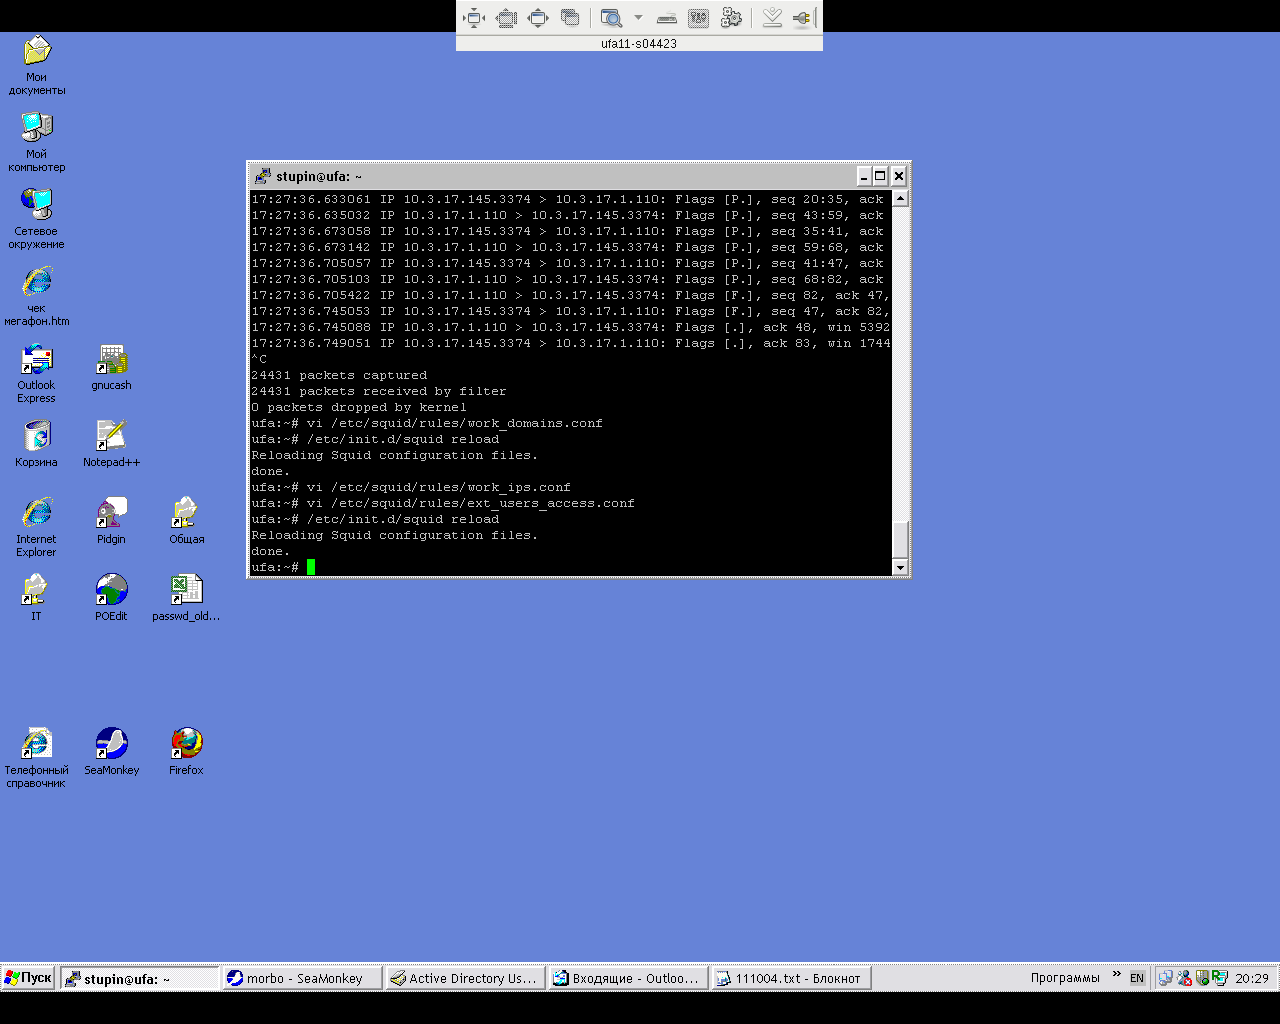 ufa11-s04423
Мои
документы
Мой
компьютер
Сетевое
окружение
чек
мегафон.htm
Outlook
Express
gnucash
Корзина
Notepad++
Internet
Explorer
Pidgin
Общая
IT
POEdit
passwd_old...
Телефонный
справочник
SeaMonkey
Firefox
stupin@ufa: ~
17:27:36.633061 IP 10.3.17.145.3374 > 10.3.17.1.110: Flags [P.], seq 20:35, ack
17:27:36.635032 IP 10.3.17.1.110 > 10.3.17.145.3374: Flags [P.], seq 43:59, ack
17:27:36.673058 IP 10.3.17.145.3374 > 10.3.17.1.110: Flags [P.], seq 35:41, ack
17:27:36.673142 IP 10.3.17.1.110 > 10.3.17.145.3374: Flags [P.], seq 59:68, ack
17:27:36.705057 IP 10.3.17.145.3374 > 10.3.17.1.110: Flags [P.], seq 41:47, ack
17:27:36.705103 IP 10.3.17.1.110 > 10.3.17.145.3374: Flags [P.], seq 68:82, ack
17:27:36.705422 IP 10.3.17.1.110 > 10.3.17.145.3374: Flags [F.], seq 82, ack 47,
17:27:36.745053 IP 10.3.17.145.3374 > 10.3.17.1.110: Flags [F.], seq 47, ack 82,
17:27:36.745088 IP 10.3.17.1.110 > 10.3.17.145.3374: Flags [.], ack 48, win 5392
17:27:36.749051 IP 10.3.17.145.3374 > 10.3.17.1.110: Flags [.], ack 83, win 1744
^C
24431 packets captured
24431 packets received by filter
0 packets dropped by kernel
ufa:~# vi /etc/squid/rules/work_domains.conf
ufa:~# /etc/init.d/squid reload
Reloading Squid configuration files.
done.
ufa:~# vi /etc/squid/rules/work_ips.conf
ufa:~# vi /etc/squid/rules/ext_users_access.conf
ufa:~# /etc/init.d/squid reload
Reloading Squid configuration files.
done.
ufa:~#
Пуск
stupin@ufa: ~
morbo - SeaMonkey
Active Directory Us...
Входящие - Outloo...
111004.txt - Блокнот
Программы
»
EN
20:29